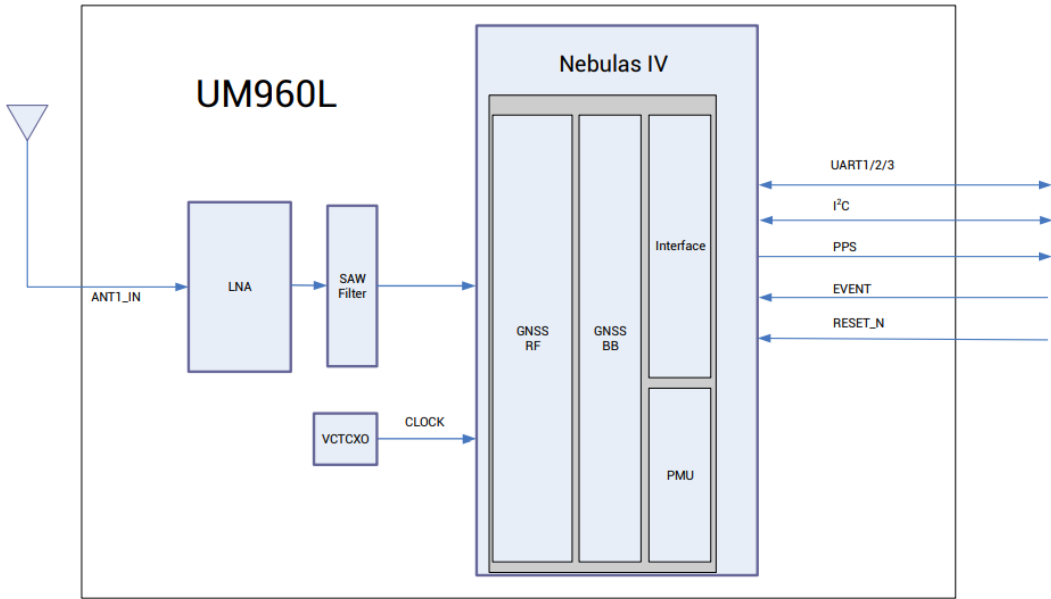 UM960L
Nebulas IV
ANT1_IN
LNA
SAW
Filter
VCTCXO
CLOCK
GNSS
RF
GNSS
BB
Interface
PMU
UART1/2/3
I²C
PPS
EVENT
RESET_N